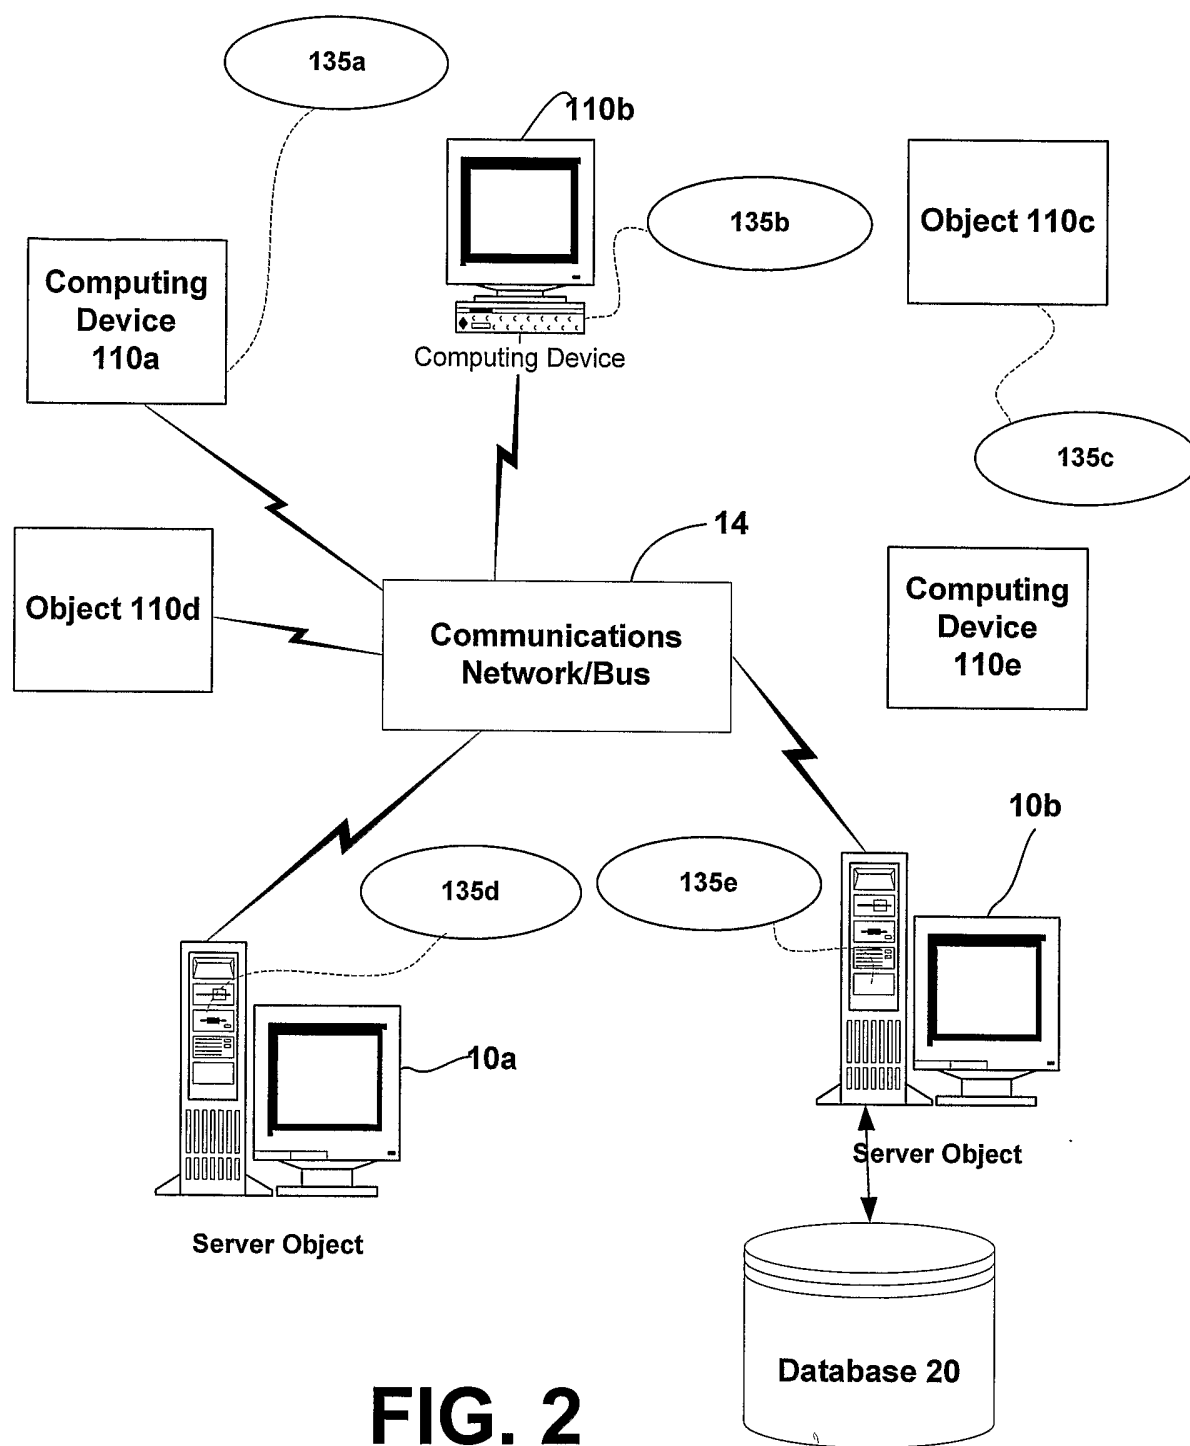 135a
110b
135b
Object 110c
Computing
Device
110a
Computing Device
135c
14
Object 110d
Communications
Network/Bus
Computing
Device
110e
10b
135d
135e
10a
Server Object
Server Object
Database 20
FIG. 2